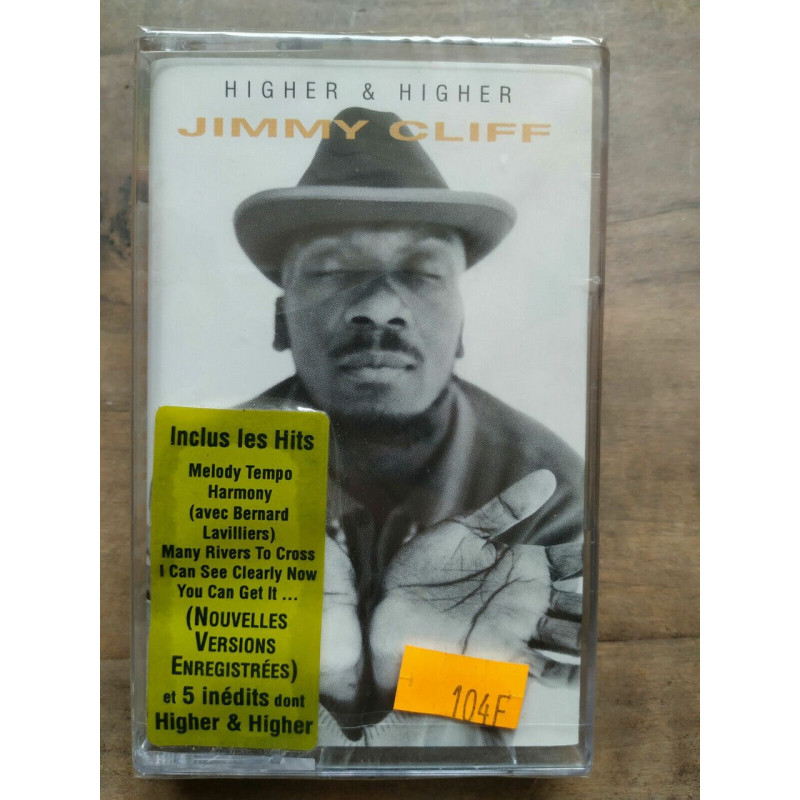 HIGHER & HIGHER
JIMMY CLIFF
Inclus les Hits
Melody Tempo
Harmony
(avec Bernard
Lavilliers)
Many Rivers To Cross
I Can See Clearly Now
You Can Get It ...
(NOUVELLES
VERSIONS
ENREGISTRÉES)
et 5 inédits dont
Higher & Higher
104F